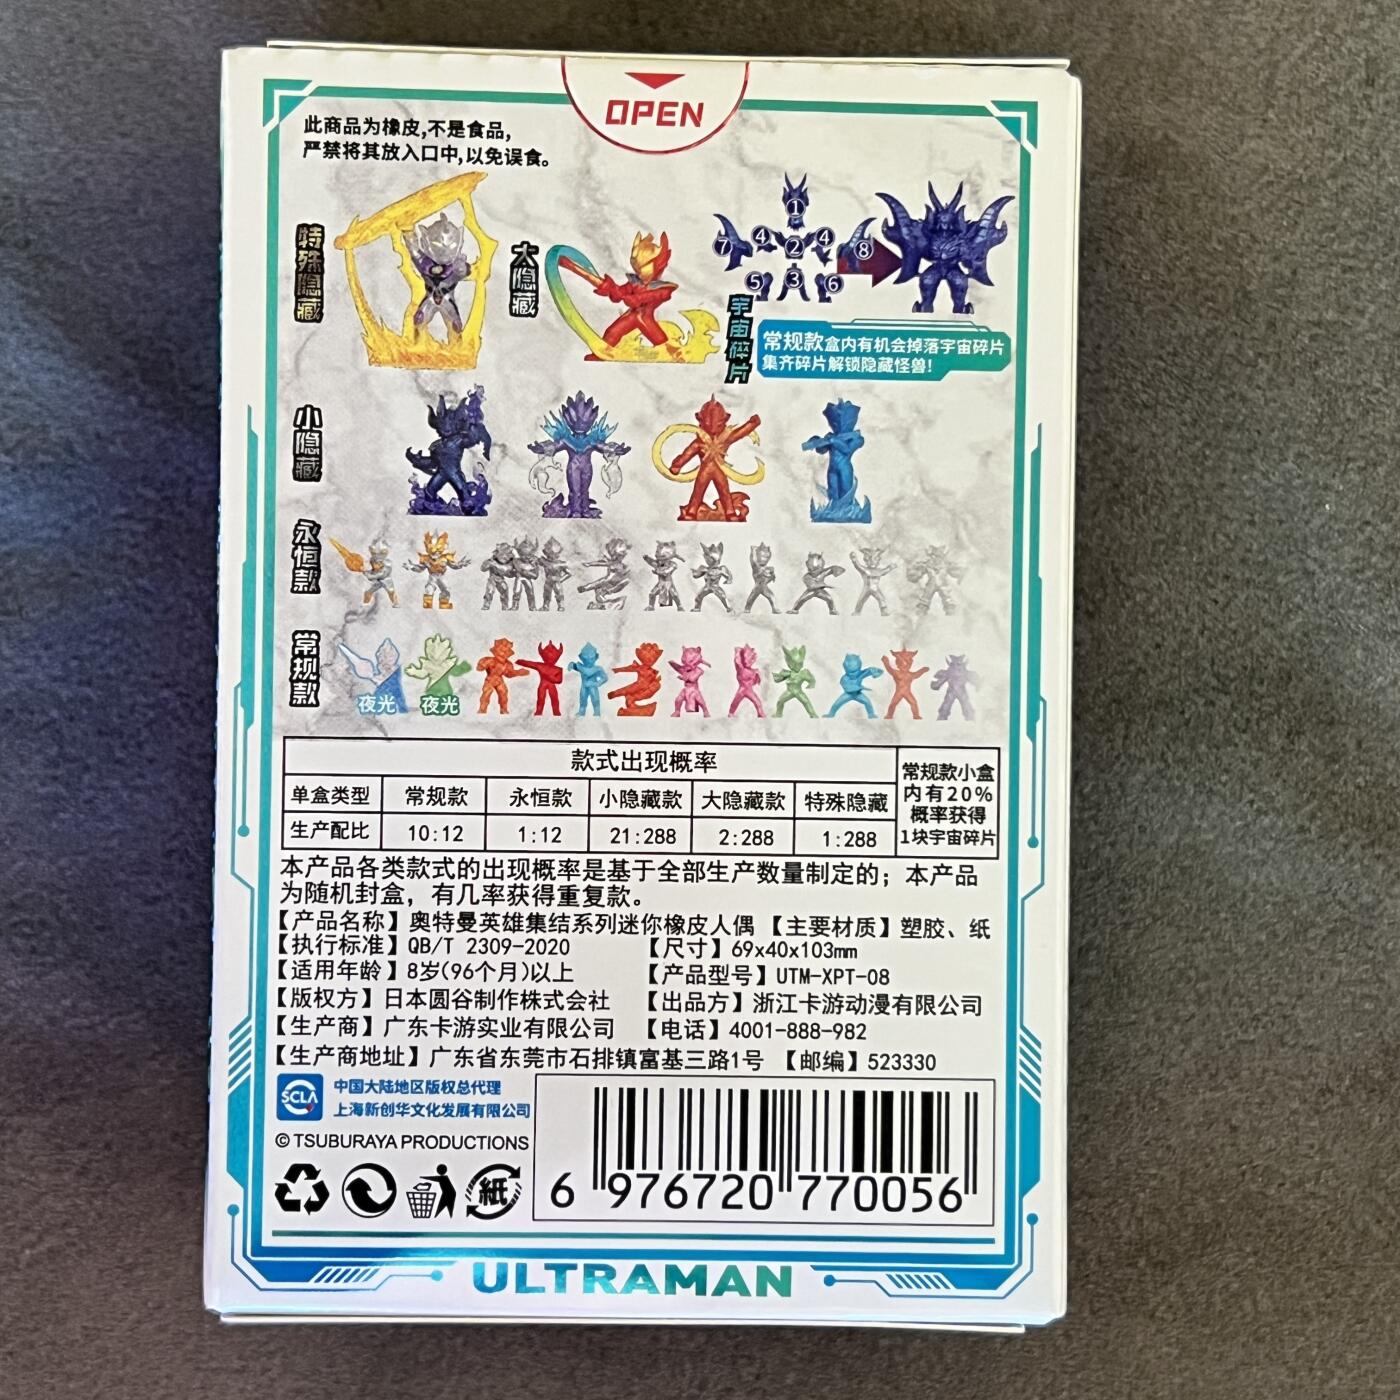 OPEN
此商品为橡皮,不是食品,
严禁将其放入口中,以免误食。
特殊隐藏
大隐藏
① ② ③ ④ ④ ⑤ ⑥ ⑦ ⑧
宇宙碎片
常规款盒内有机会掉落宇宙碎片
集齐碎片解锁隐藏怪兽!
小隐藏
永恒款
常规款
夜光 夜光
款式出现概率
单盒类型 常规款 永恒款 小隐藏款 大隐藏款 特殊隐藏
生产配比 10:12 1:12 21:288 2:288 1:288
常规款小盒
内有20%
概率获得
1块宇宙碎片
本产品各类款式的出现概率是基于全部生产数量制定的；本产品
为随机封盒，有几率获得重复款。
【产品名称】奥特曼英雄集结系列迷你橡皮人偶 【主要材质】塑胶、纸
【执行标准】QB/T 2309-2020 【尺寸】69x40x103mm
【适用年龄】8岁(96个月)以上 【产品型号】UTM-XPT-08
【版权方】日本圆谷制作株式会社 【出品方】浙江卡游动漫有限公司
【生产商】广东卡游实业有限公司 【电话】4001-888-982
【生产商地址】广东省东莞市石排镇富基三路1号 【邮编】523330
SCLA
中国大陆地区版权总代理
上海新创华文化发展有限公司
© TSUBURAYA PRODUCTIONS
紙
6 976720 770056
ULTRAMAN